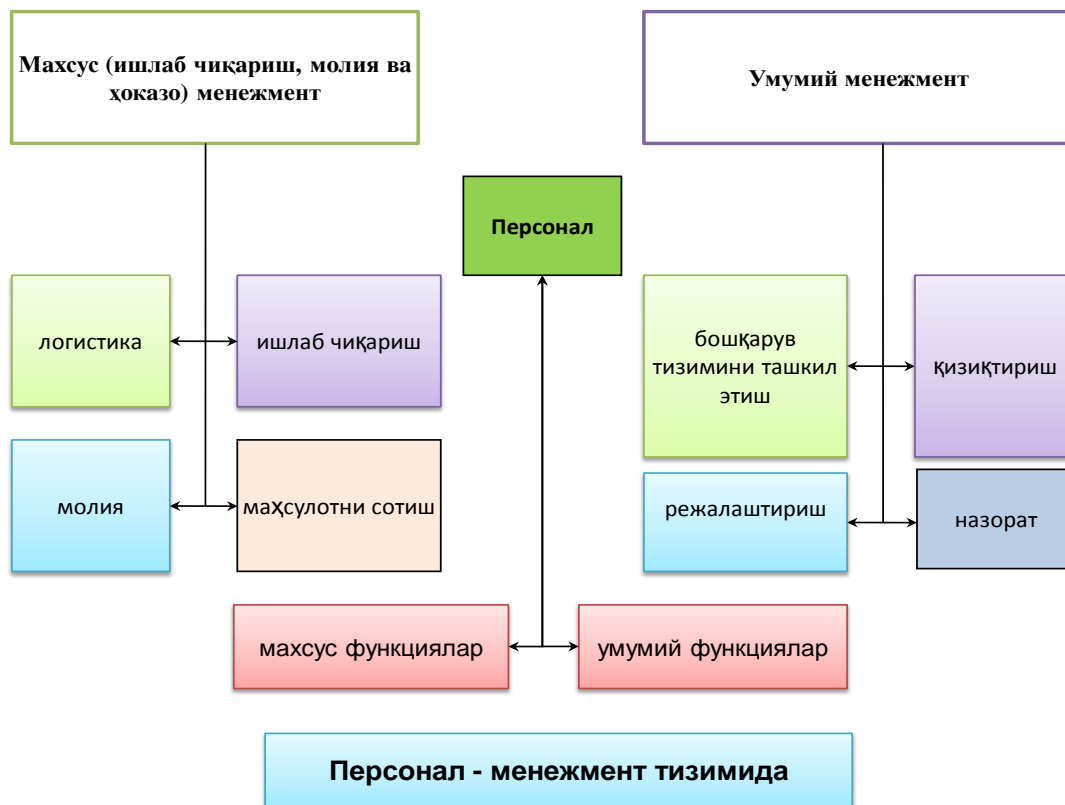 Махсус (ишлаб чиқариш, молия ва
ҳоказо) менежмент
Умумий менежмент
Персонал
логистика
ишлаб чиқариш
бошқарув
тизимини ташкил
этиш
қизиқтириш
молия
маҳсулотни сотиш
режалаштириш
назорат
махсус функциялар
умумий функциялар
Персонал - менежмент тизимида